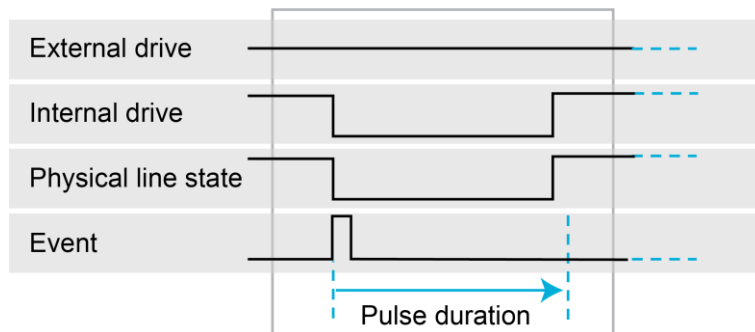 External drive
Internal drive
Physical line state
Event
Pulse duration